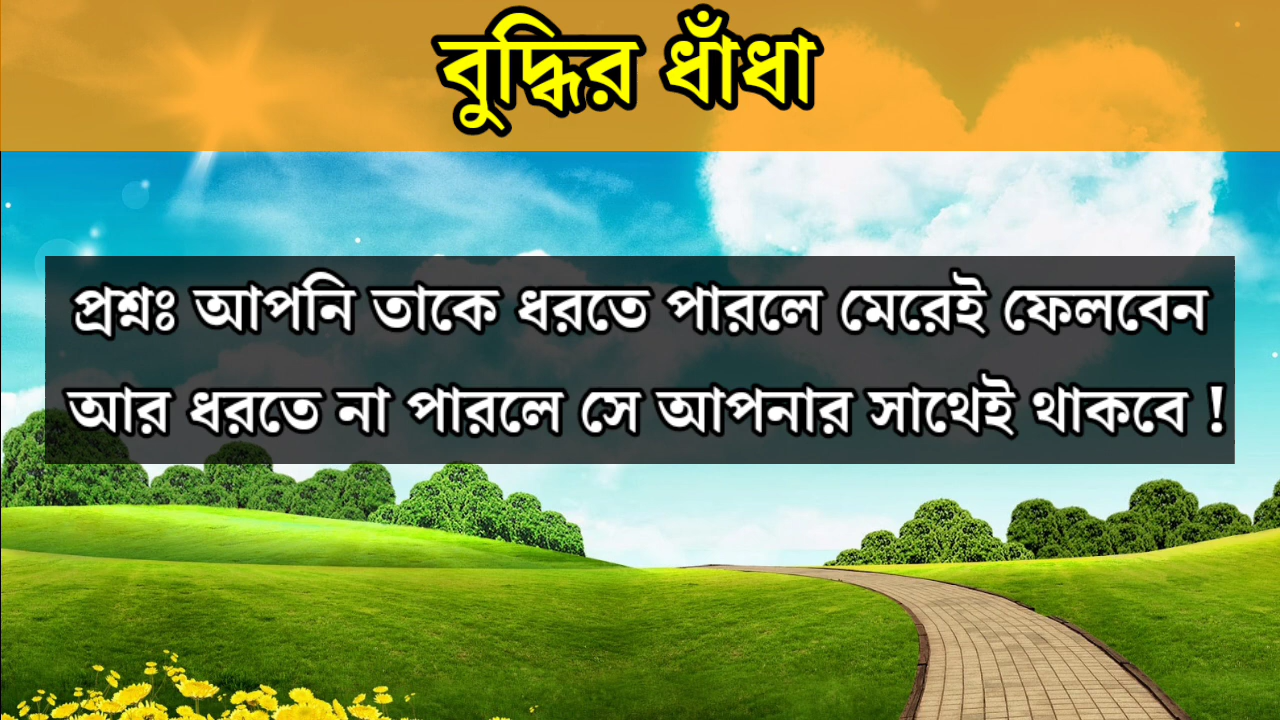 বুদ্ধির ধাঁধা
প্রশ্নঃ আপনি তাকে ধরতে পারলে মেরেই ফেলবেন
আর ধরতে না পারলে সে আপনার সাথেই থাকবে !